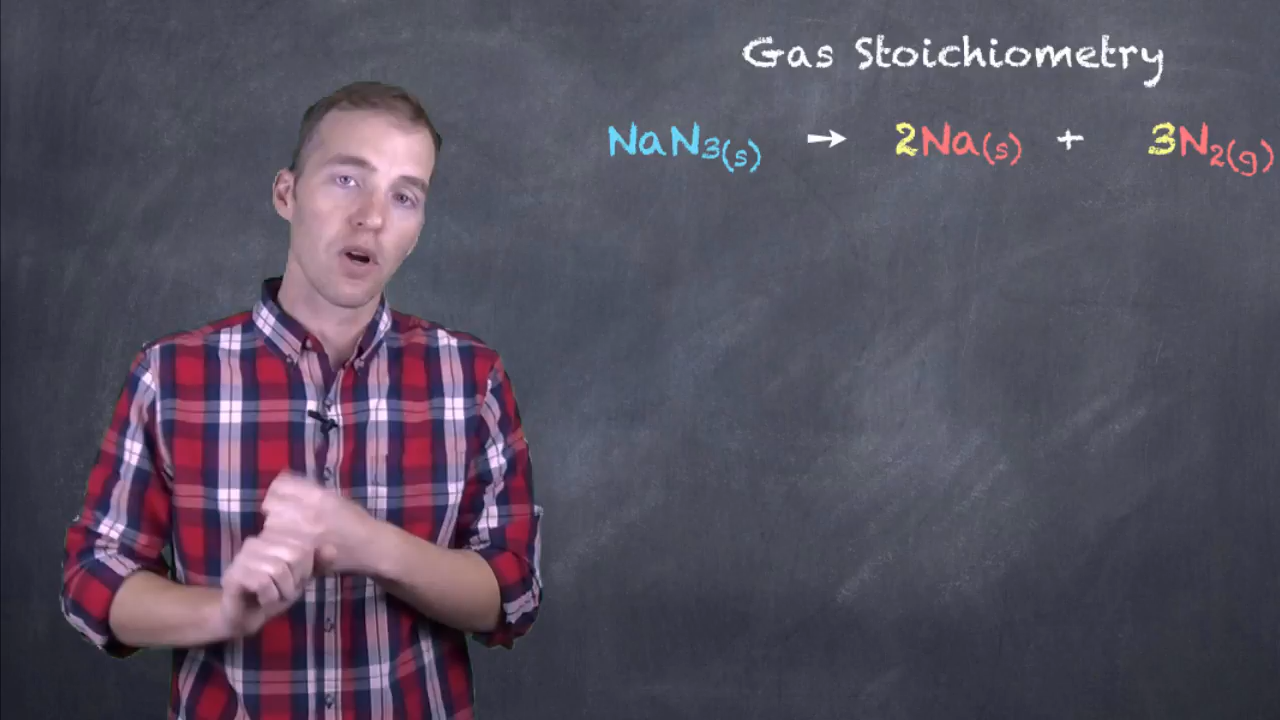 Gas Stoichiometry
NaN3(s) → 2Na(s) + 3N2(g)